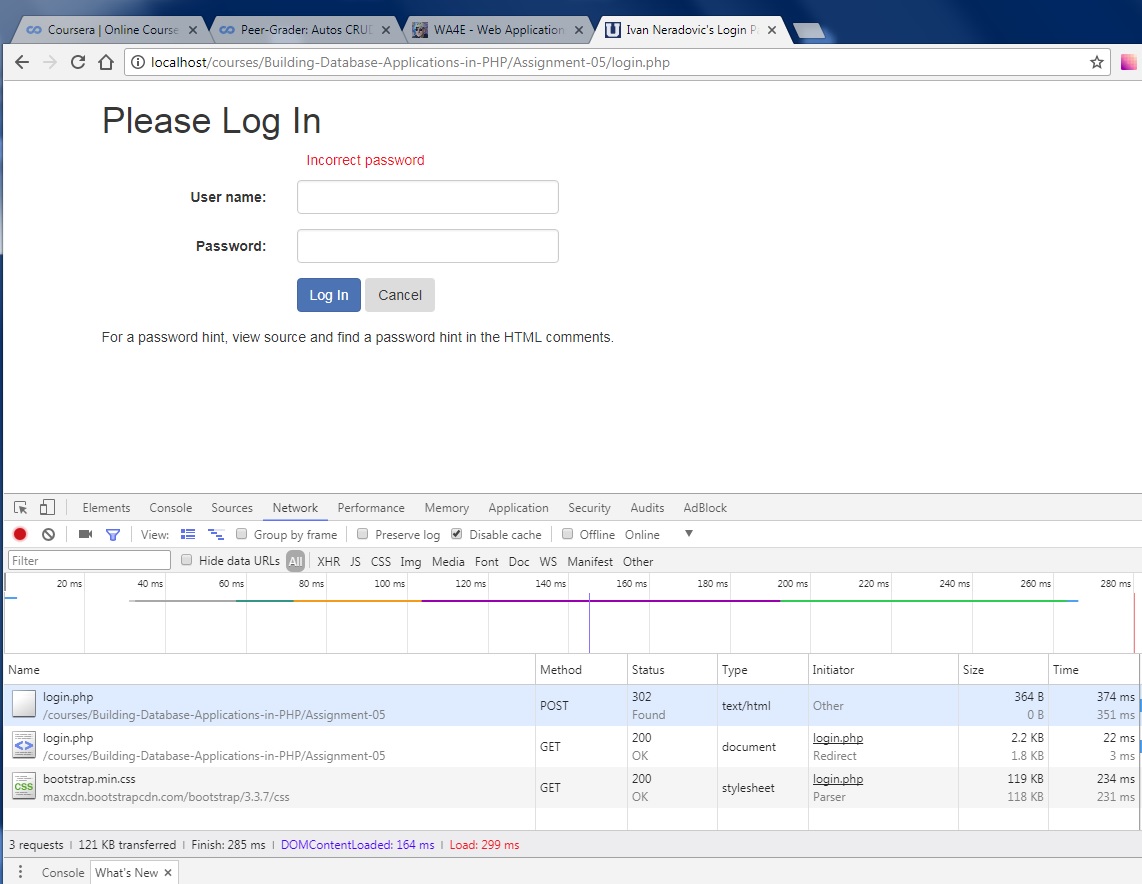 Coursera | Online Course
Peer-Grader: Autos CRUD
WA4E - Web Application
Ivan Neradovic's Login P
localhost/courses/Building-Database-Applications-in-PHP/Assignment-05/login.php
Please Log In
Incorrect password
User name:
Password:
Log In Cancel
For a password hint, view source and find a password hint in the HTML comments.
Elements Console Sources Network Performance Memory Application Security Audits AdBlock
View: Group by frame Preserve log Disable cache Offline Online
Filter Hide data URLs All XHR JS CSS Img Media Font Doc WS Manifest Other
20 ms 40 ms 60 ms 80 ms 100 ms 120 ms 140 ms 160 ms 180 ms 200 ms 220 ms 240 ms 260 ms 280 ms
Name Method Status Type Initiator Size Time
login.php POST 302 text/html Other 364 B 374 ms
/courses/Building-Database-Applications-in-PHP/Assignment-05 Found 0 B 351 ms
login.php GET 200 document login.php 2.2 KB 22 ms
/courses/Building-Database-Applications-in-PHP/Assignment-05 OK Redirect 1.8 KB 3 ms
CSS bootstrap.min.css GET 200 stylesheet login.php 119 KB 234 ms
maxcdn.bootstrapcdn.com/bootstrap/3.3.7/css OK Parser 118 KB 231 ms
3 requests | 121 KB transferred | Finish: 285 ms | DOMContentLoaded: 164 ms | Load: 299 ms
Console What's New